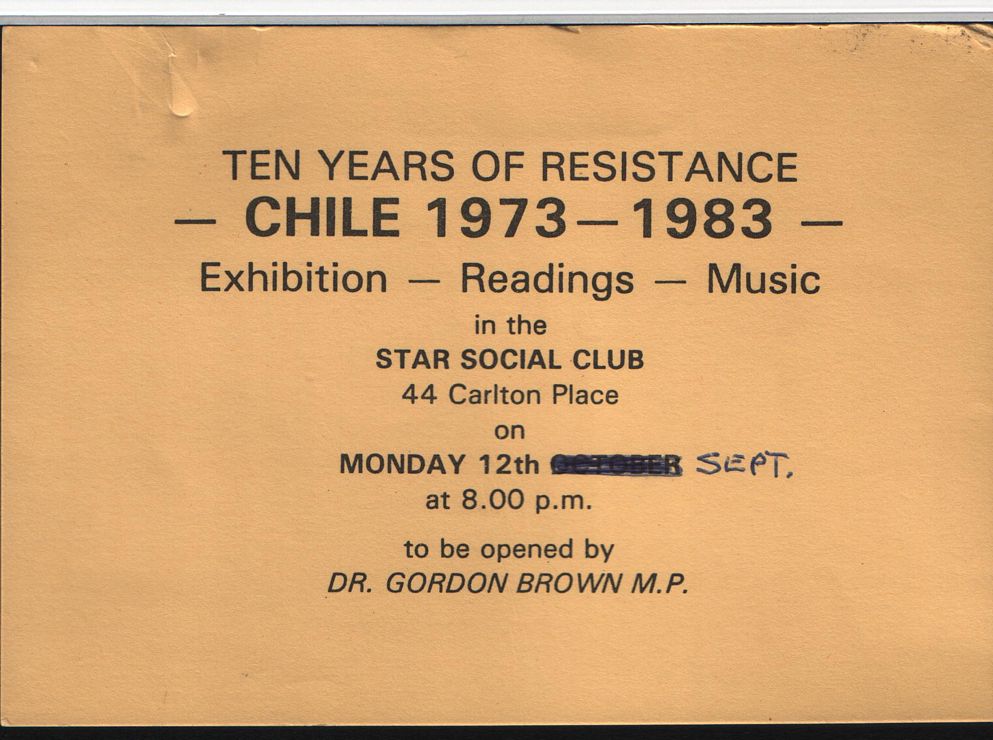 TEN YEARS OF RESISTANCE
— CHILE 1973—1983 —
Exhibition — Readings — Music
in the
STAR SOCIAL CLUB
44 Carlton Place
on
MONDAY 12th OCTOBER SEPT.
at 8.00 p.m.
to be opened by
DR. GORDON BROWN M.P.